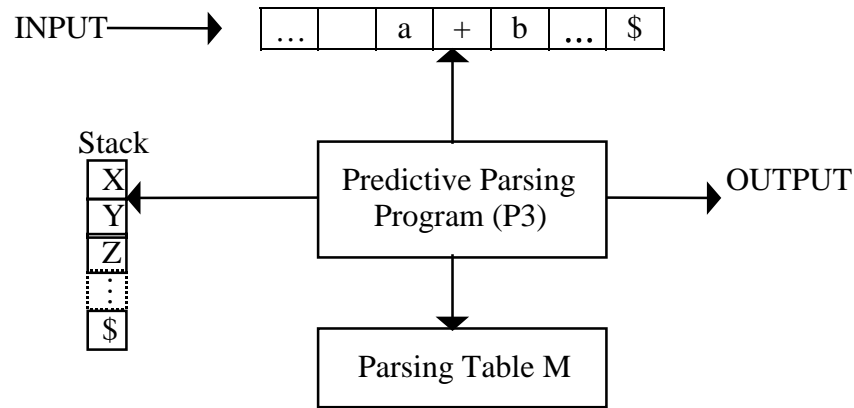 INPUT
… a + b ... $
Stack
X
Y
Z
⋮
$
Predictive Parsing
Program (P3)
OUTPUT
Parsing Table M